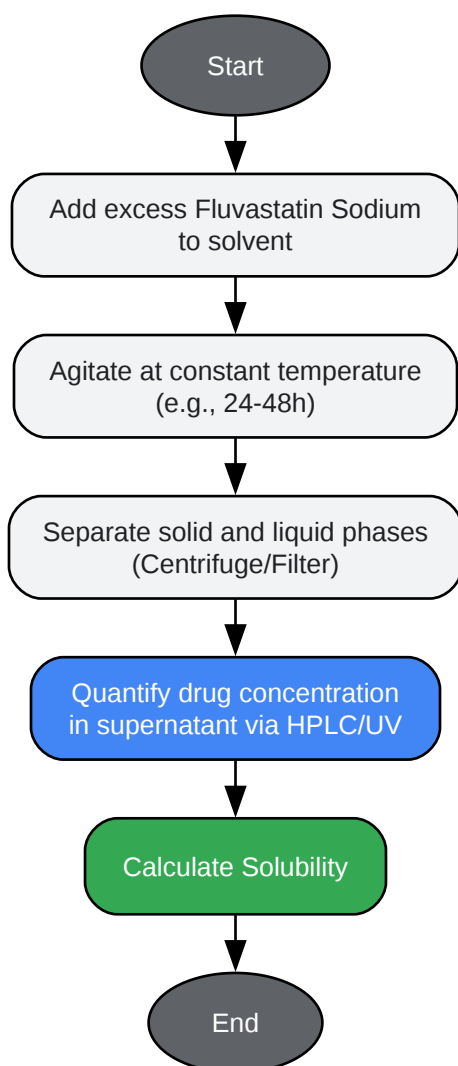 Start
Add excess Fluvastatin Sodium
to solvent
Agitate at constant temperature
(e.g., 24-48h)
Separate solid and liquid phases
(Centrifuge/Filter)
Quantify drug concentration
in supernatant via HPLC/UV
Calculate Solubility
End